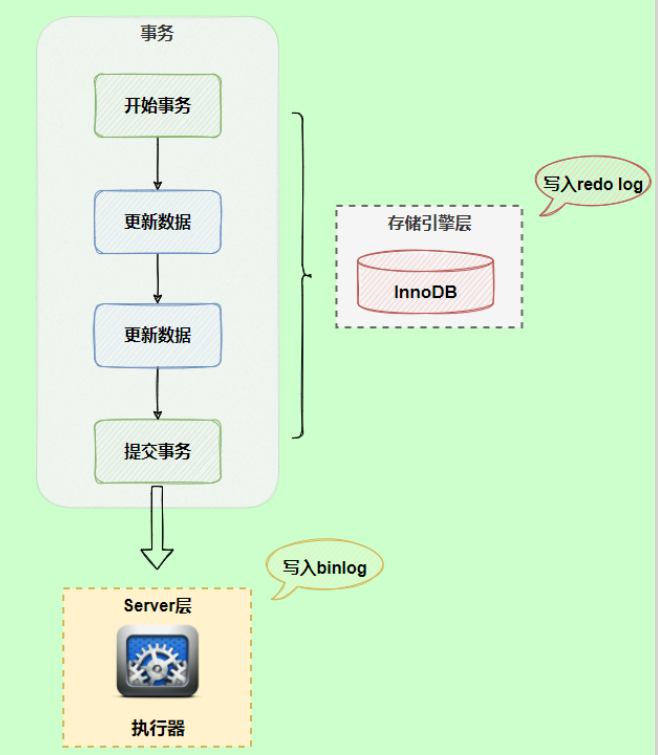 事务
开始事务
更新数据
更新数据
提交事务
写入redo log
存储引擎层
InnoDB
写入binlog
Server层
执行器